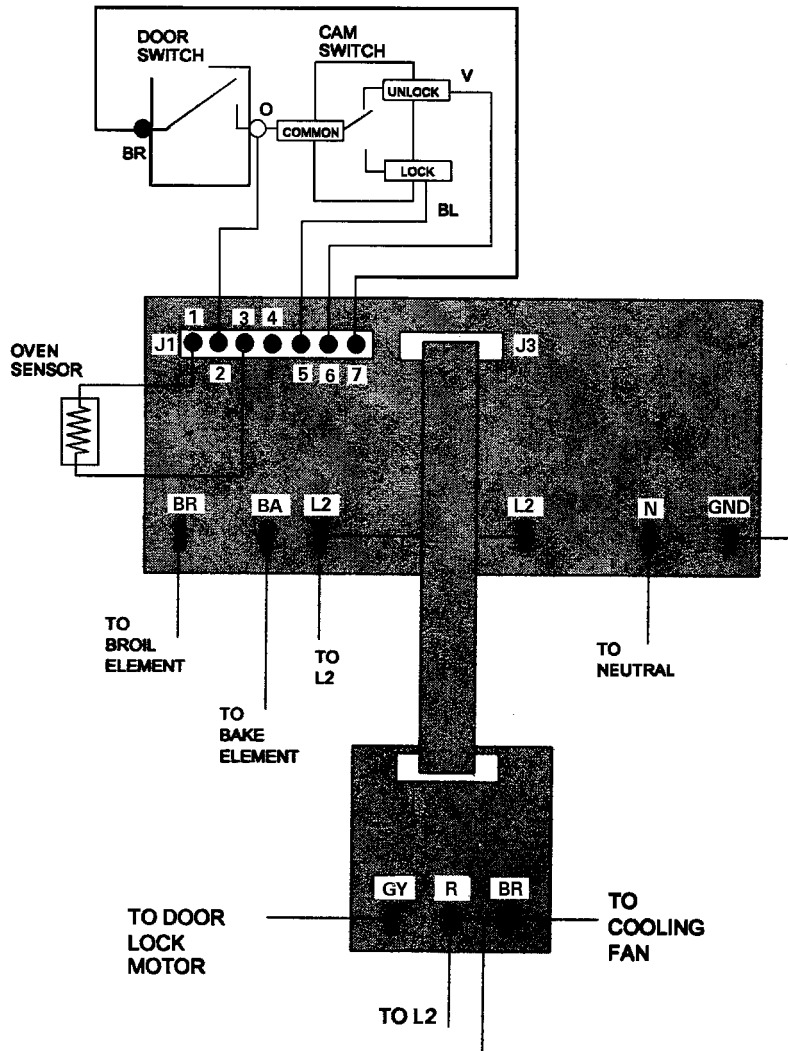 DOOR
SWITCH
CAM
SWITCH
V
UNLOCK
O
COMMON
BR
LOCK
BL
1
3
4
J1
J3
OVEN
SENSOR
2
5
6
7
BR
BA
L2
L2
N
GND
TO
BROIL
ELEMENT
TO
L2
TO
NEUTRAL
TO
BAKE
ELEMENT
GY
R
BR
TO DOOR
LOCK
MOTOR
TO
COOLING
FAN
TO L2